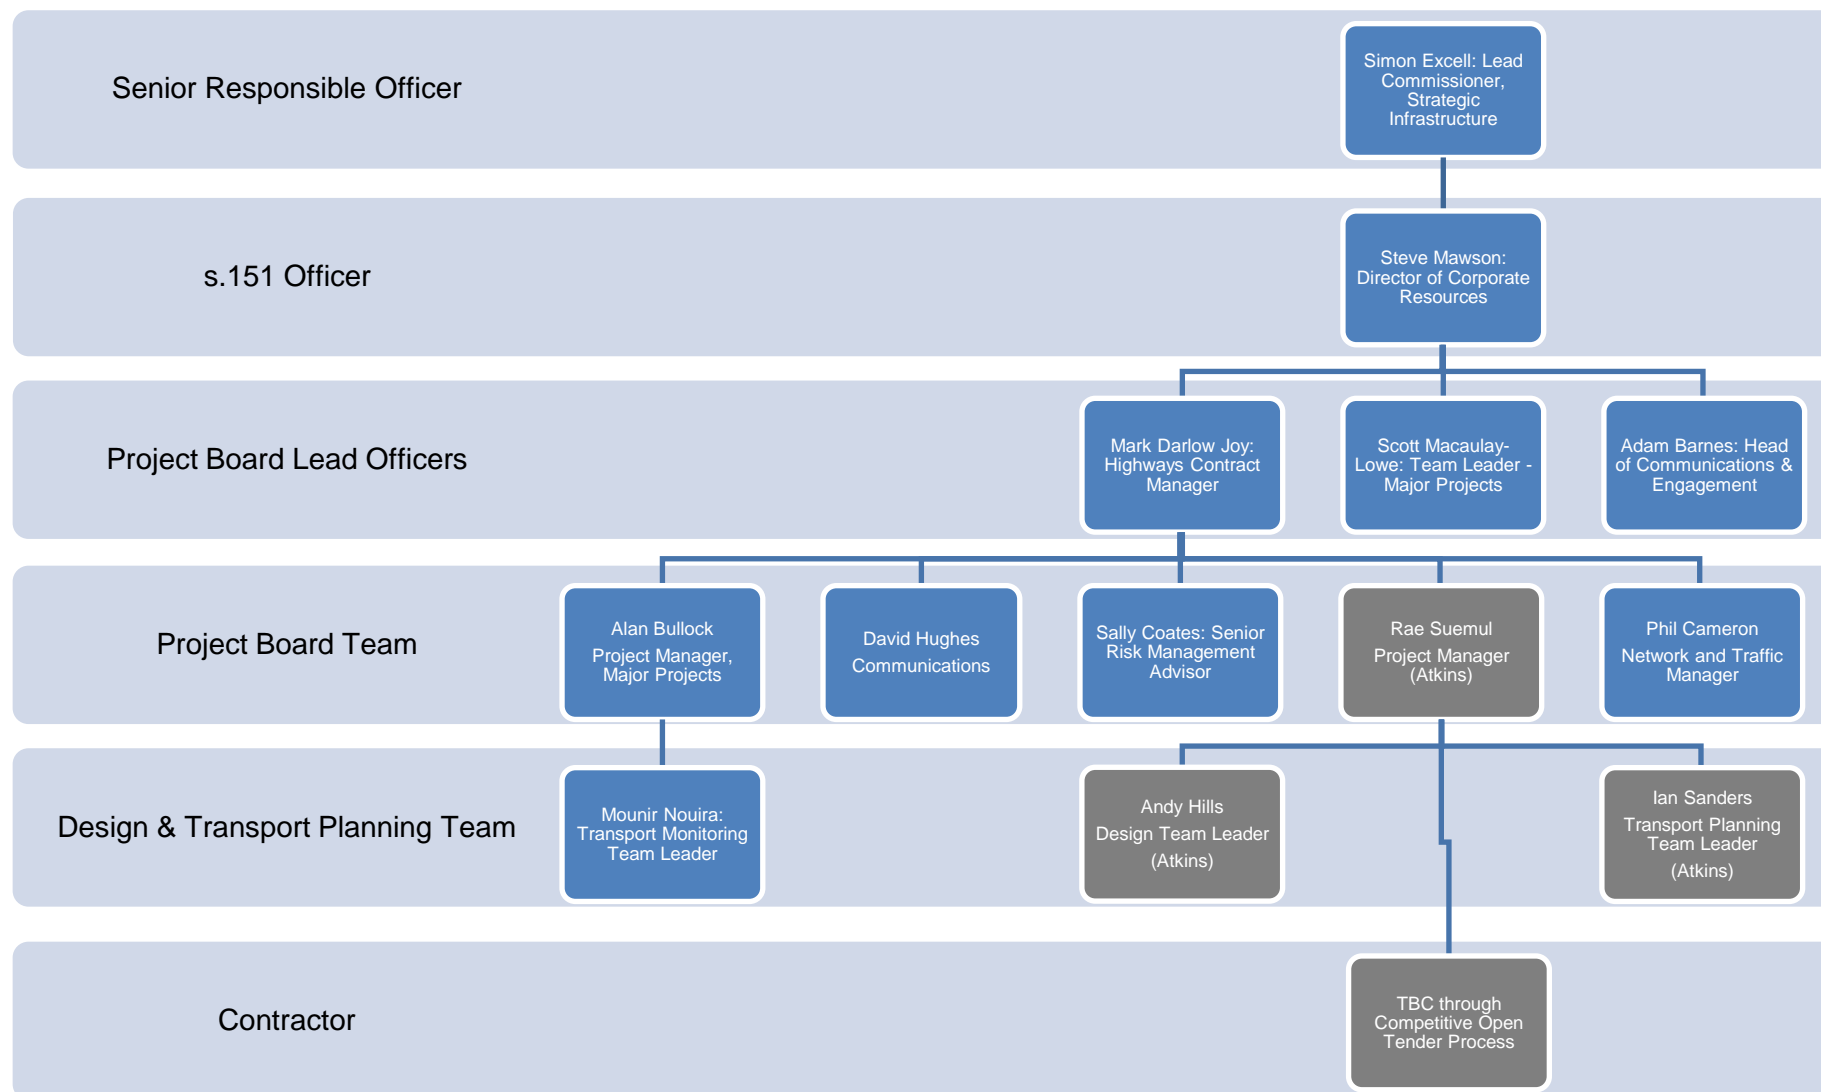 Senior Responsible Officer
Simon Excell: Lead
Commissioner,
Strategic
Infrastructure
s.151 Officer
Steve Mawson:
Director of Corporate
Resources
Project Board Lead Officers
Mark Darlow Joy:
Highways Contract
Manager
Scott Macaulay-
Lowe: Team Leader -
Major Projects
Adam Barnes: Head
of Communications &
Engagement
Project Board Team
Alan Bullock
Project Manager,
Major Projects
David Hughes
Communications
Sally Coates: Senior
Risk Management
Advisor
Rae Suemul
Project Manager
(Atkins)
Phil Cameron
Network and Traffic
Manager
Design & Transport Planning Team
Mounir Nouira:
Transport Monitoring
Team Leader
Andy Hills
Design Team Leader
(Atkins)
Ian Sanders
Transport Planning
Team Leader
(Atkins)
Contractor
TBC through
Competitive Open
Tender Process